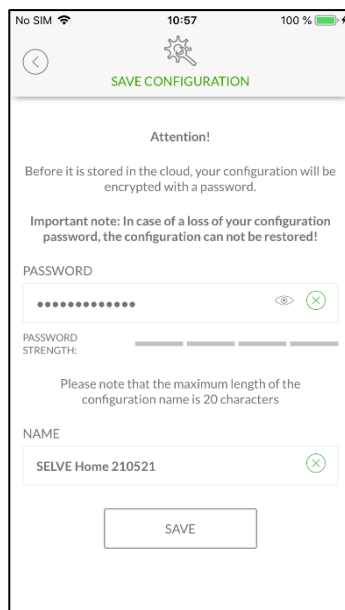 No SIM 10:57 100 %
SAVE CONFIGURATION
Attention!
Before it is stored in the cloud, your configuration will be
encrypted with a password.
Important note: In case of a loss of your configuration
password, the configuration can not be restored!
PASSWORD
•••••••••••••
PASSWORD
STRENGTH:
Please note that the maximum length of the
configuration name is 20 characters
NAME
SELVE Home 210521
SAVE